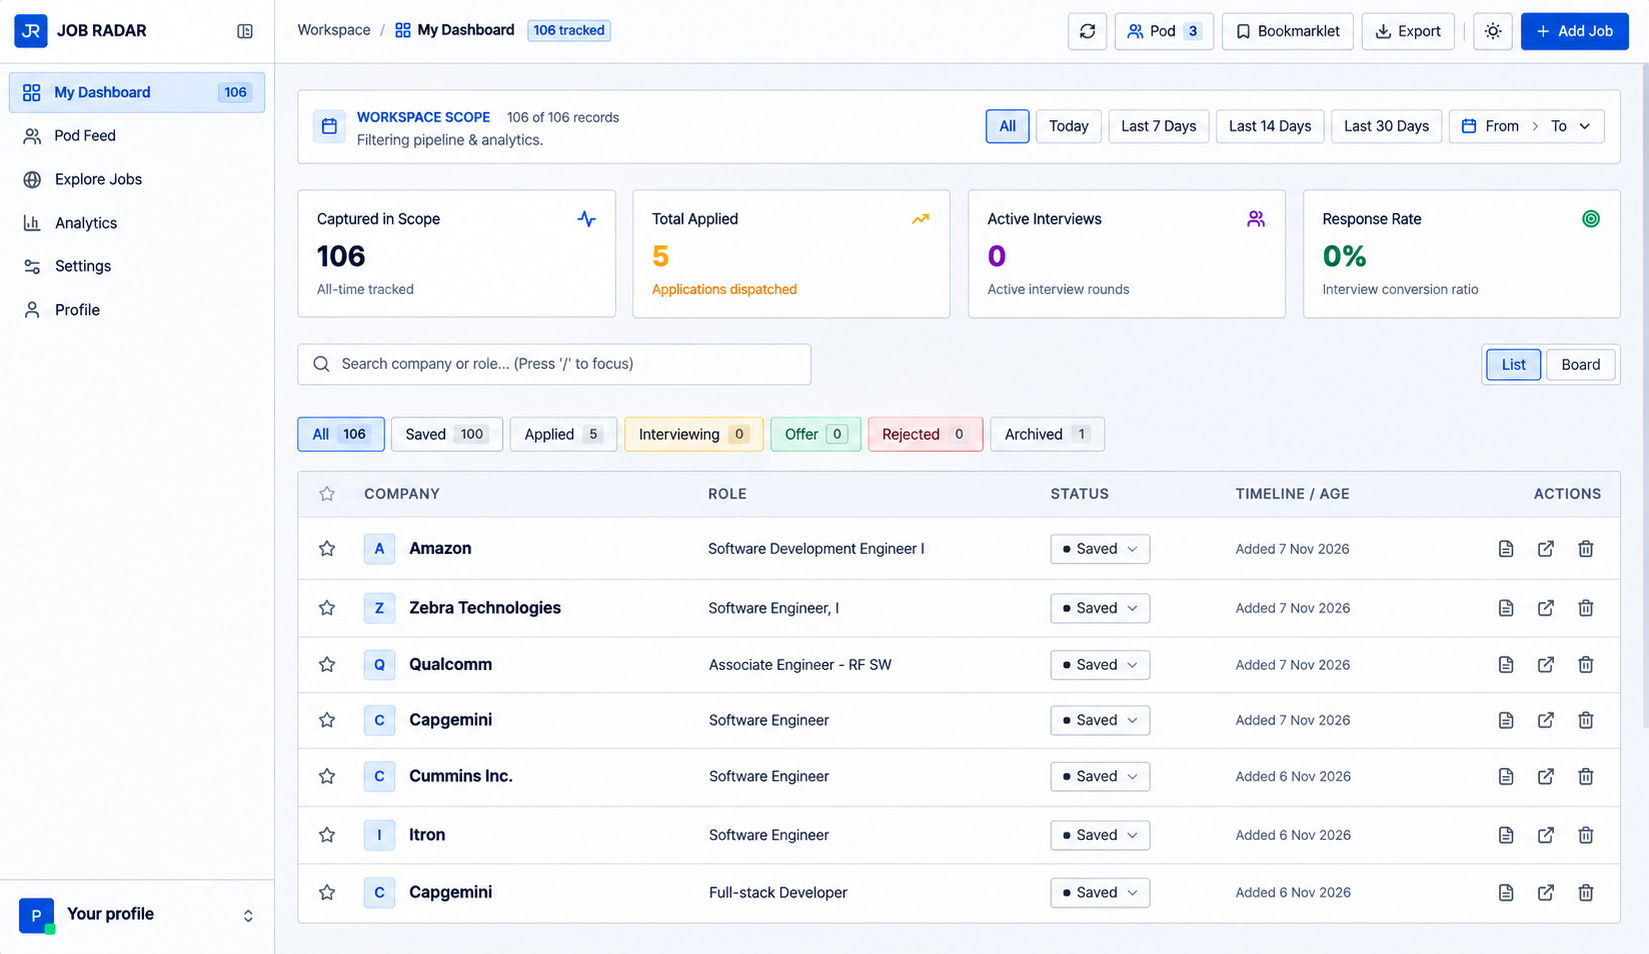 JR JOB RADAR
My Dashboard 106
Pod Feed
Explore Jobs
Analytics
Settings
Profile
P Your profile
Workspace / My Dashboard 106 tracked
Pod 3
Bookmarklet
Export
+ Add Job
WORKSPACE SCOPE 106 of 106 records
Filtering pipeline & analytics.
All
Today
Last 7 Days
Last 14 Days
Last 30 Days
From > To
Captured in Scope
106
All-time tracked
Total Applied
5
Applications dispatched
Active Interviews
0
Active interview rounds
Response Rate
0%
Interview conversion ratio
Search company or role... (Press '/' to focus)
List
Board
All 106
Saved 100
Applied 5
Interviewing 0
Offer 0
Rejected 0
Archived 1
COMPANY ROLE STATUS TIMELINE / AGE ACTIONS
A Amazon Software Development Engineer I Saved Added 7 Nov 2026
Z Zebra Technologies Software Engineer, I Saved Added 7 Nov 2026
Q Qualcomm Associate Engineer - RF SW Saved Added 7 Nov 2026
C Capgemini Software Engineer Saved Added 7 Nov 2026
C Cummins Inc. Software Engineer Saved Added 6 Nov 2026
I Itron Software Engineer Saved Added 6 Nov 2026
C Capgemini Full-stack Developer Saved Added 6 Nov 2026